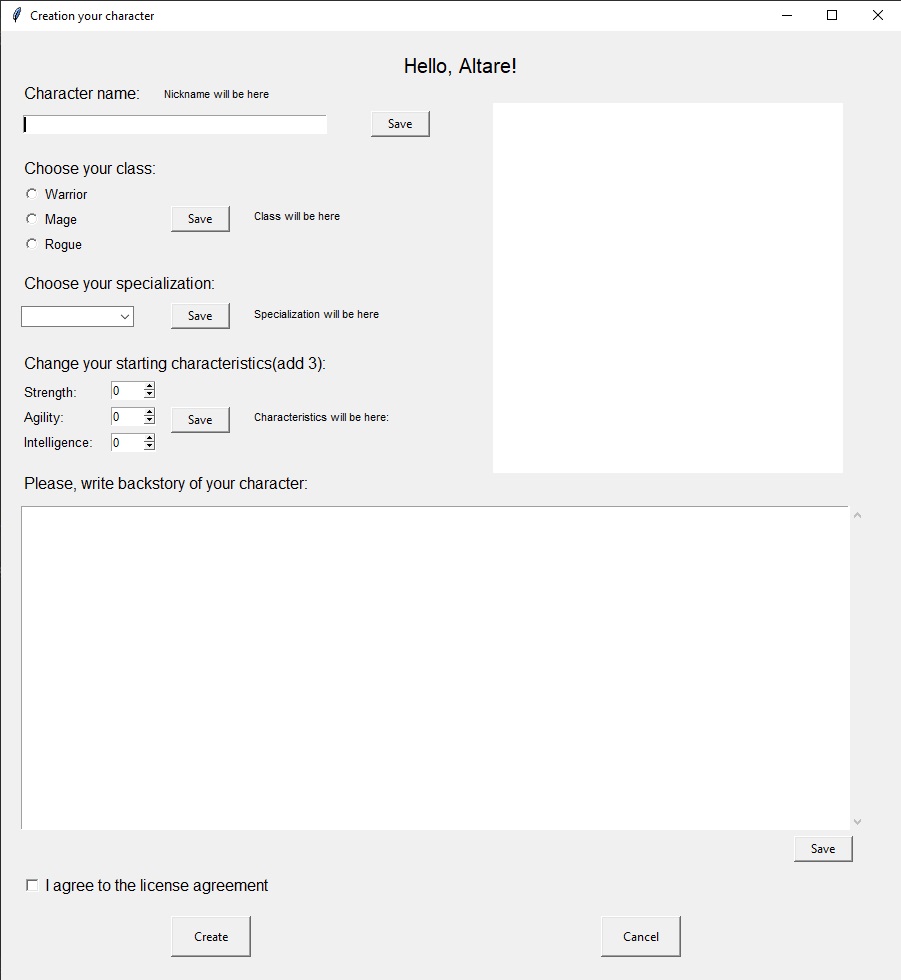 Creation your character
Hello, Altare!
Character name: Nickname will be here
Save
Choose your class:
Warrior
Mage
Save
Class will be here
Rogue
Choose your specialization:
Save
Specialization will be here
Change your starting characteristics(add 3):
Strength: 0
Agility: 0
Save
Characteristics will be here:
Intelligence: 0
Please, write backstory of your character:
Save
I agree to the license agreement
Create
Cancel